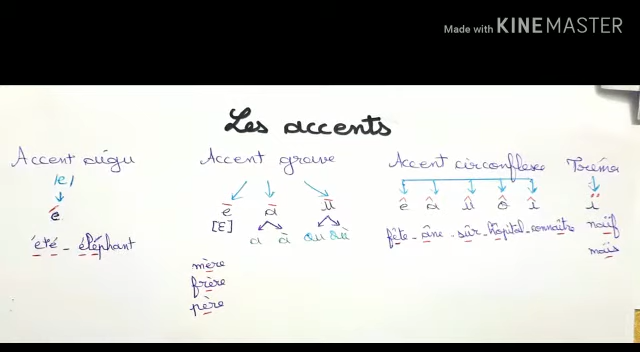 Made with KINEMASTER
Les accents
Accent aigu Accent grave Accent circonflexe Tréma
/e/
é è à ù ê â û ô î ï
[ɛ] a à ou où
été - éléphant fête - âne - sûr - hôpital - connaître naïf
maïs
mère
frère
père